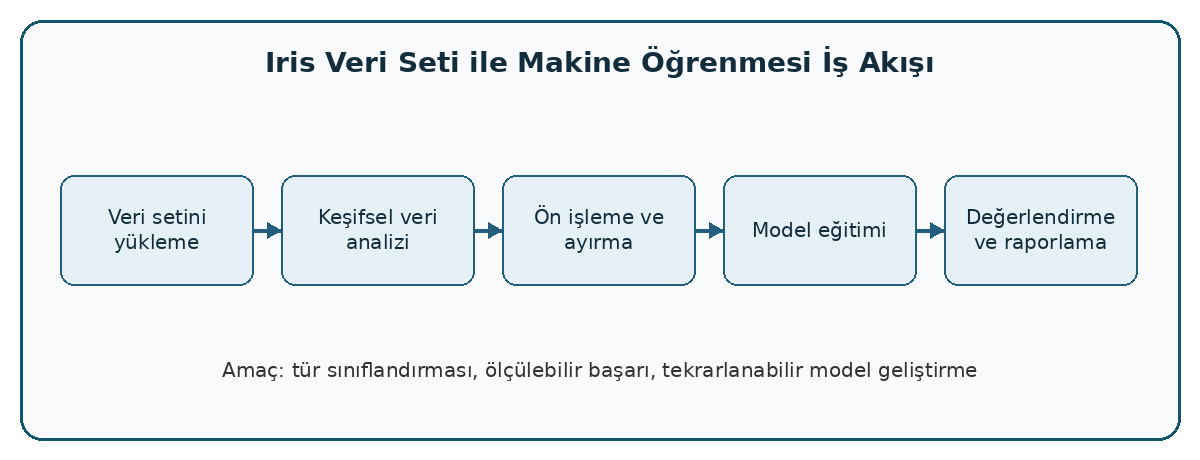 Iris Veri Seti ile Makine Öğrenmesi İş Akışı
Veri setini
yükleme
Keşifsel veri
analizi
Ön işleme ve
ayırma
Model eğitimi
Değerlendirme
ve raporlama
Amaç: tür sınıflandırması, ölçülebilir başarı, tekrarlanabilir model geliştirme